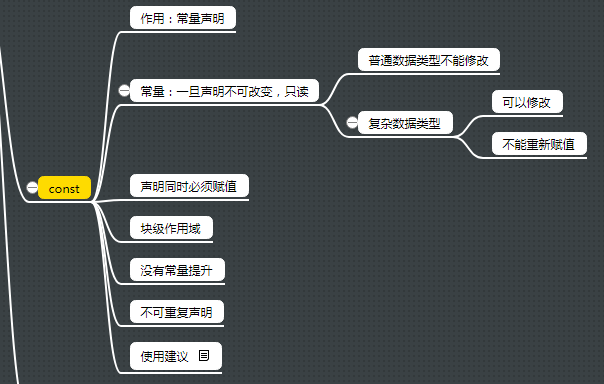 作用：常量声明
常量：一旦声明不可改变，只读
普通数据类型不能修改
复杂数据类型
可以修改
不能重新赋值
const
声明同时必须赋值
块级作用域
没有常量提升
不可重复声明
使用建议